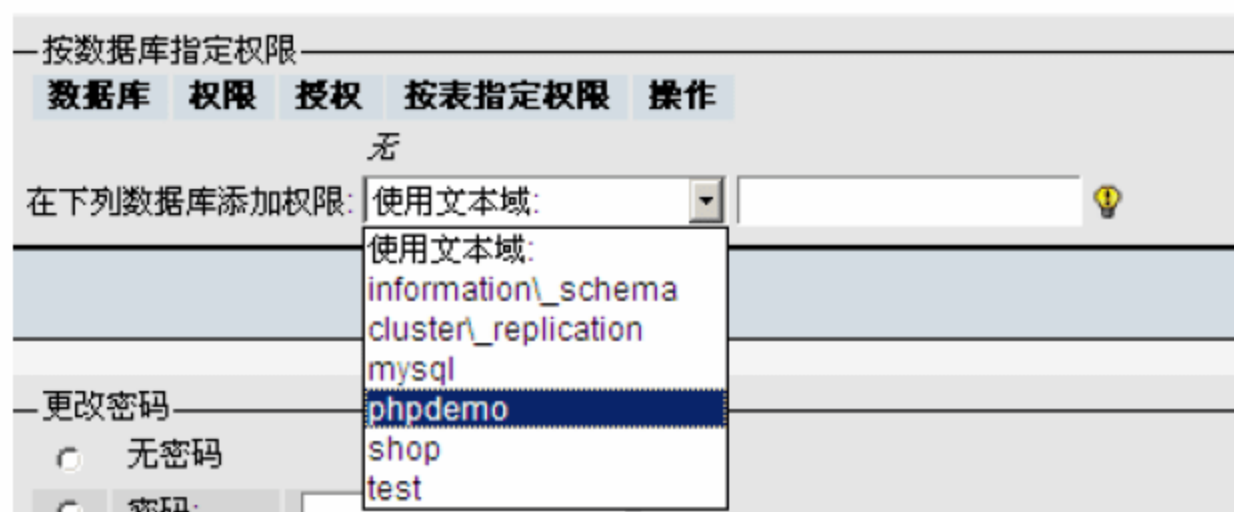 按数据库指定权限
数据库 权限 授权 按表指定权限 操作
无
在下列数据库添加权限: 使用文本域:
使用文本域:
information\_schema
cluster\_replication
mysql
phpdemo
shop
test
更改密码
无密码
密码: